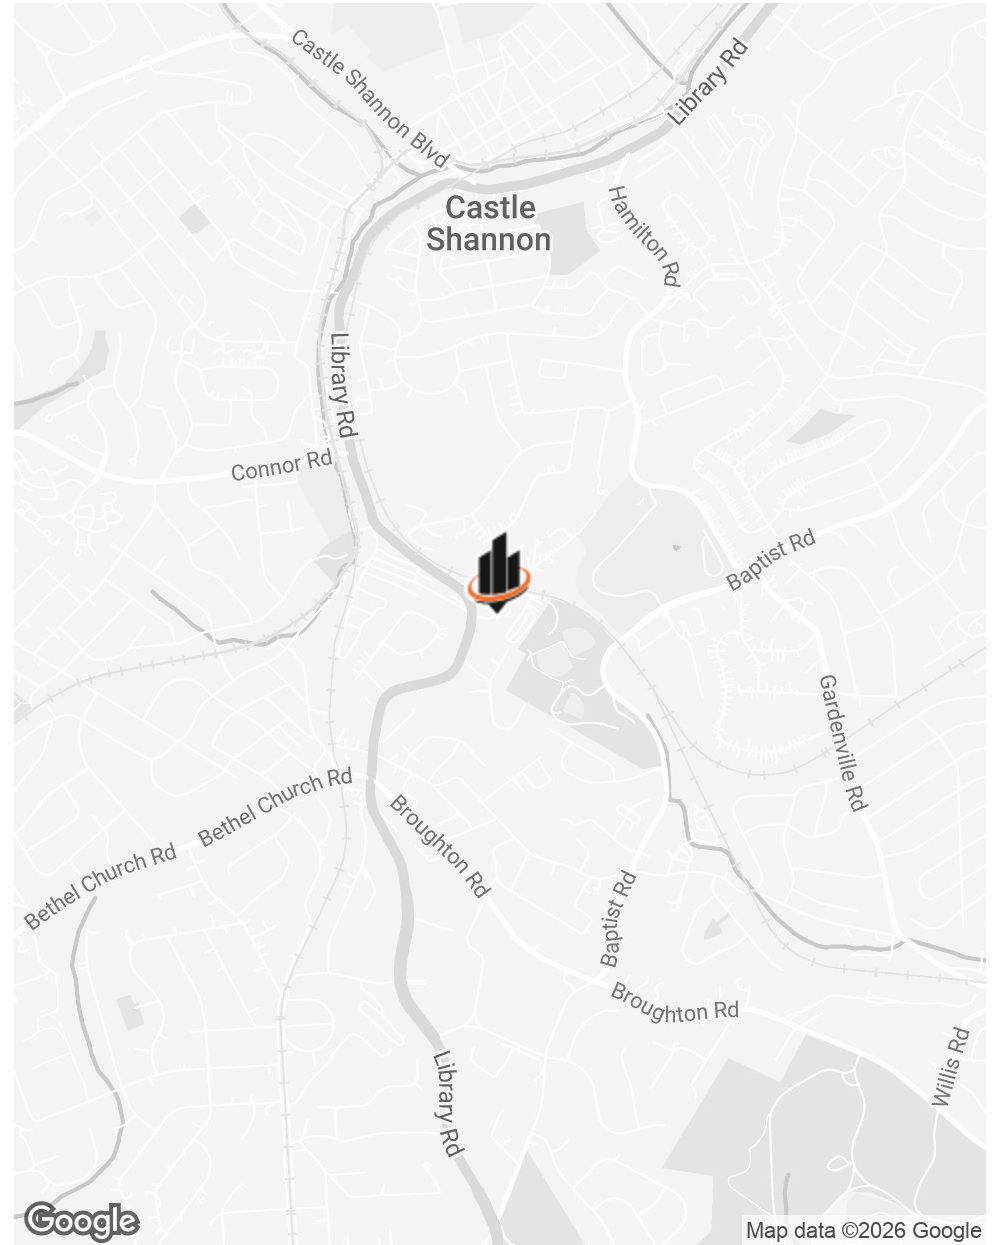 Castle Shannon Blvd
Library Rd
Castle
Shannon
Hamilton Rd
Library Rd
Connor Rd
Baptist Rd
Gardenville Rd
Bethel Church Rd
Broughton Rd
Bethel Church Rd
Baptist Rd
Broughton Rd
Willis Rd
Library Rd
Google
Map data ©2026 Google